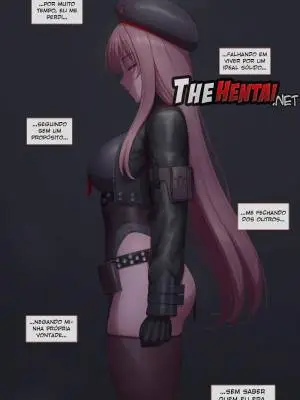 ...POR MUITO
TEMPO, EU ME
PERDI...
...FALHANDO EM
VIVER POR UM
IDEAL SÓLIDO...
THEHENTAI.NET
...SEGUINDO
SEM UM
PROPÓSITO...
...ME FECHANDO
DOS OUTROS...
...NEGANDO MI-
NHA PRÓPRIA
VONTADE...
...SEM SABER
QUEM EU ERA